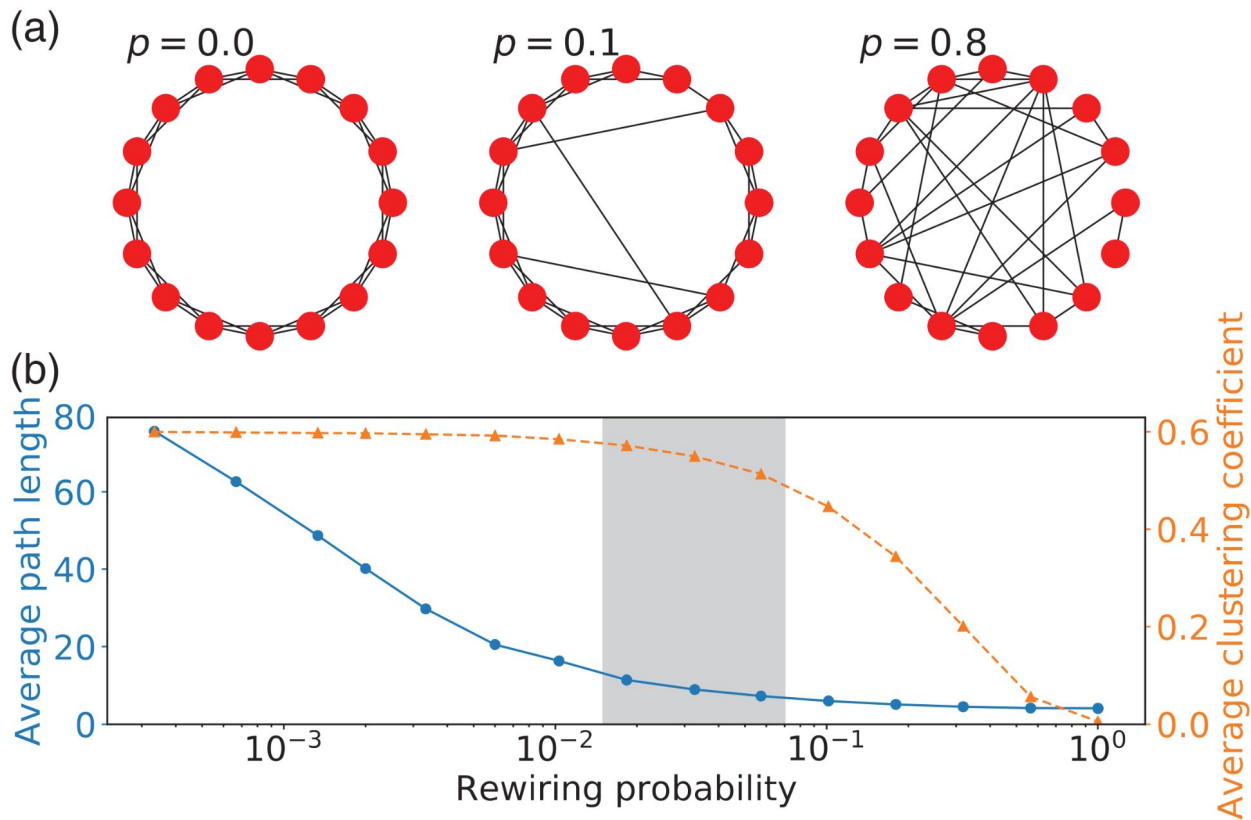 (a)
p = 0.0
p = 0.1
p = 0.8
(b)
Average path length
80
60
40
20
0
Average clustering coefficient
0.6
0.4
0.2
0.0
10⁻³
10⁻²
10⁻¹
10⁰
Rewiring probability